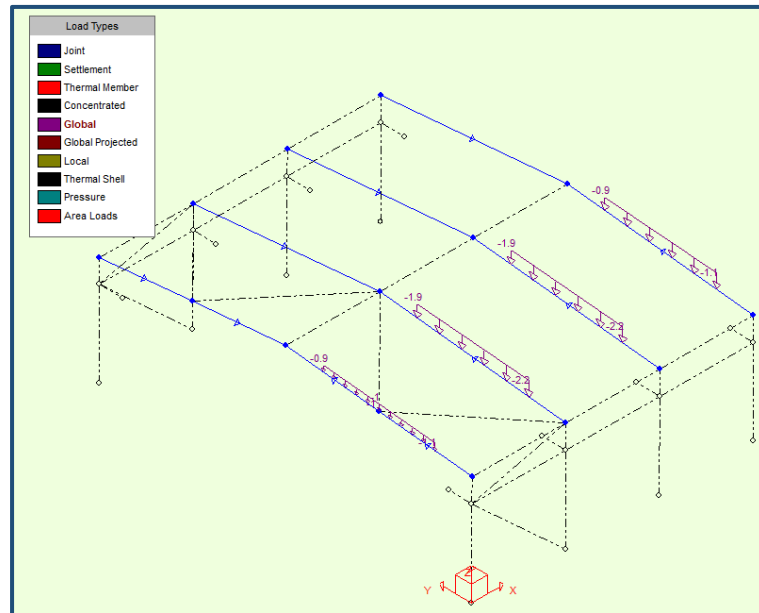 Load Types
Joint
Settlement
Thermal Member
Concentrated
Global
Global Projected
Local
Thermal Shell
Pressure
Area Loads
-0.9
-1.1
-1.9
-2.2
-1.9
-2.2
-0.9
Z
Y
X